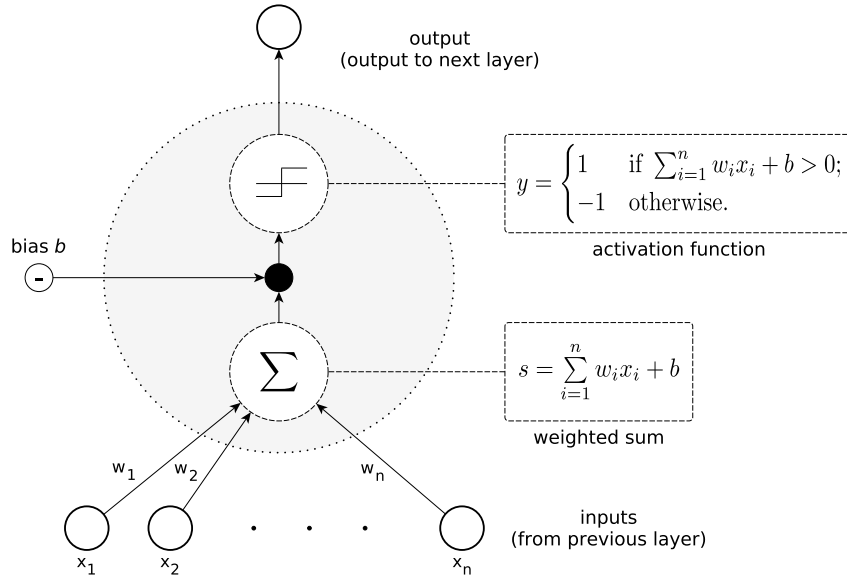 output
(output to next layer)
y = { 1 if ∑_{i=1}^{n} w_i x_i + b > 0;
−1 otherwise.
activation function
bias b
-
∑
s = ∑_{i=1}^{n} w_i x_i + b
weighted sum
w_1 w_2 w_n
. . .
inputs
(from previous layer)
x_1 x_2 x_n